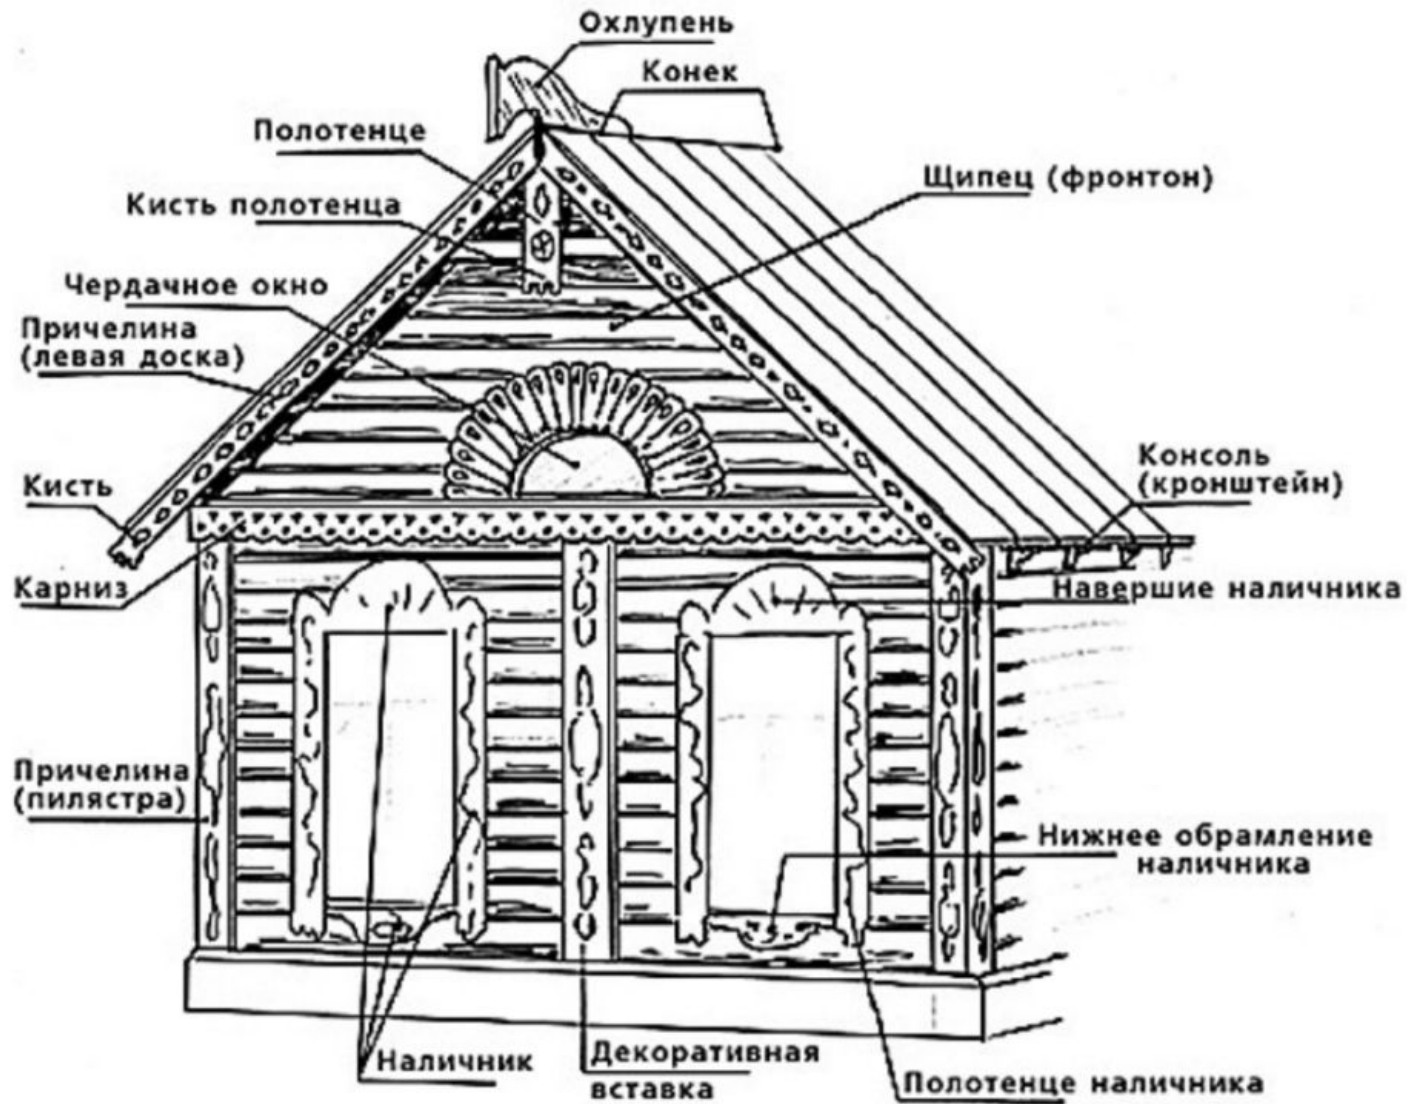 Охлупень
Конек
Полотенце
Щипец (фронтон)
Кисть полотенца
Чердачное окно
Причелина
(левая доска)
Консоль
(кронштейн)
Кисть
Карниз
Навершие наличника
Причелина
(пилястра)
Нижнее обрамление
наличника
Наличник
Декоративная
вставка
Полотенце наличника